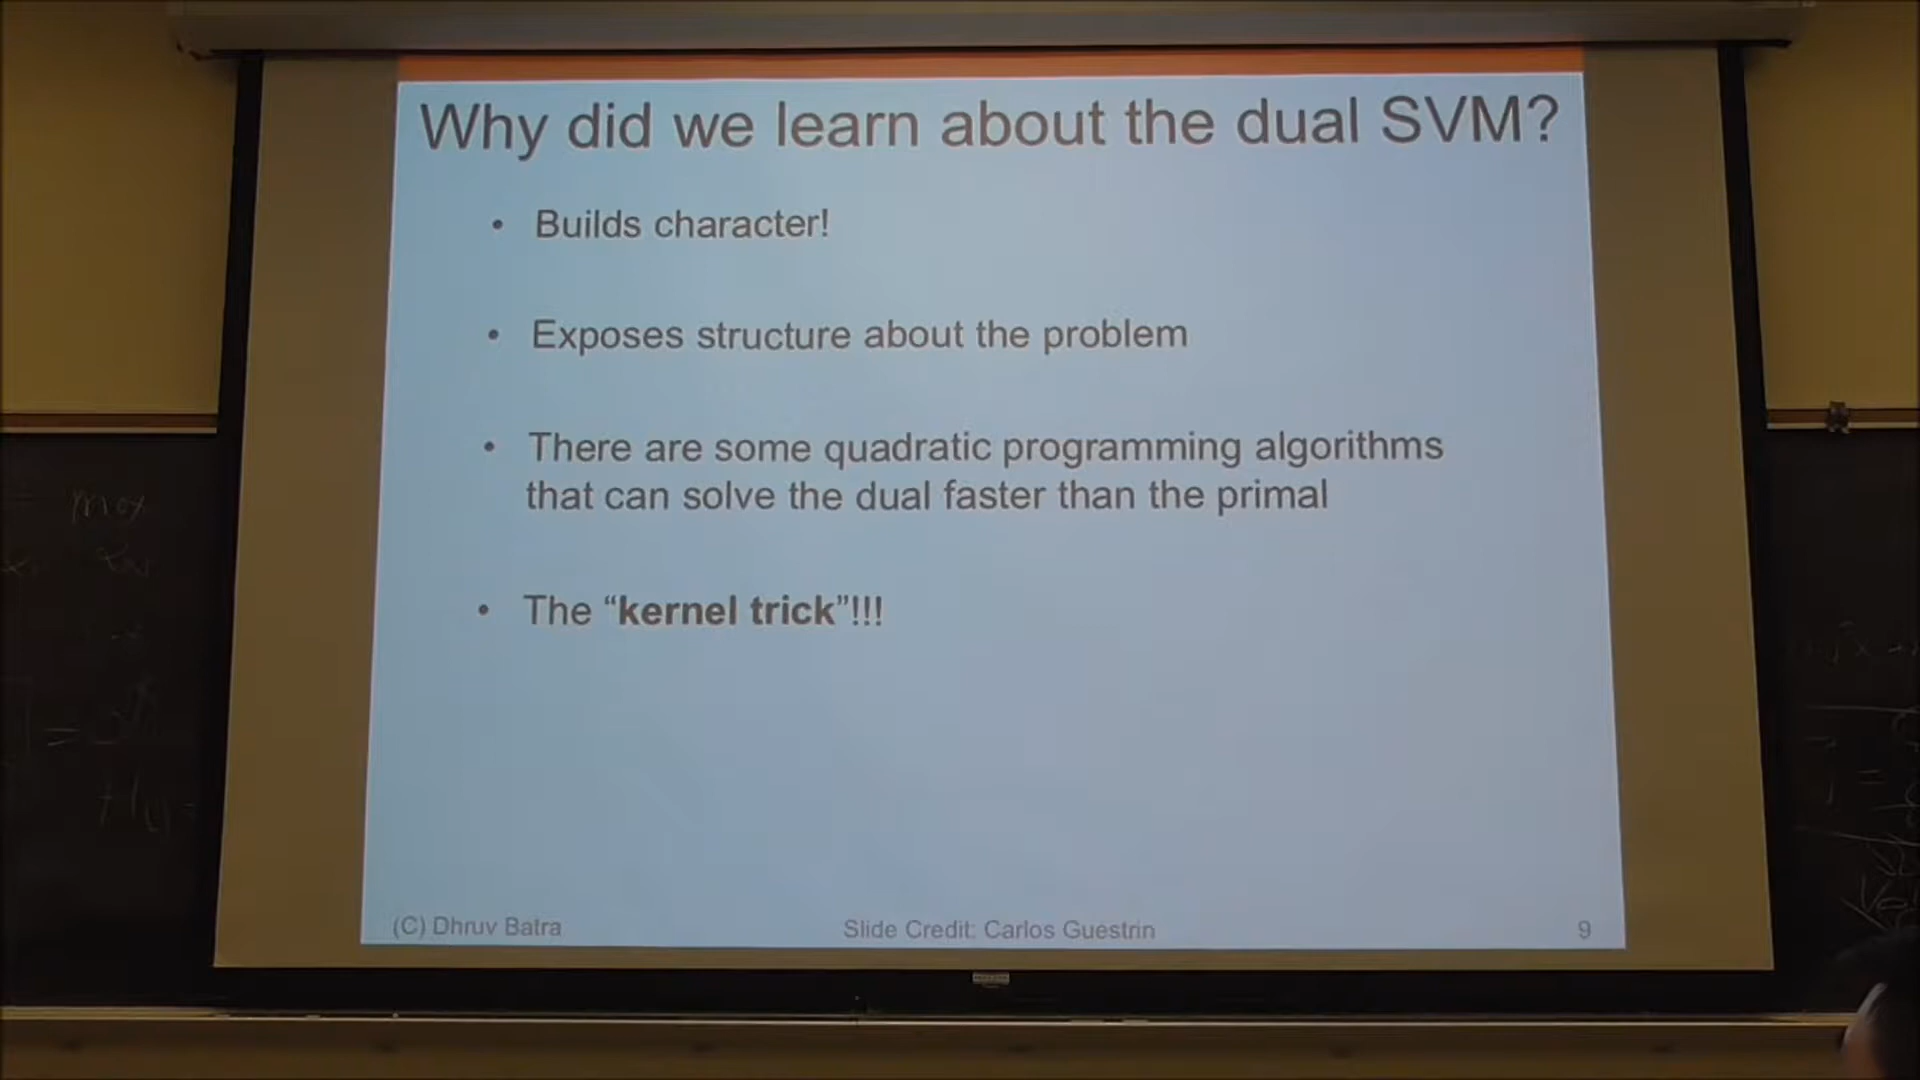 Why did we learn about the dual SVM?
• Builds character!
• Exposes structure about the problem
• There are some quadratic programming algorithms
that can solve the dual faster than the primal
• The “kernel trick”!!!
(C) Dhruv Batra
Slide Credit: Carlos Guestrin
9
max